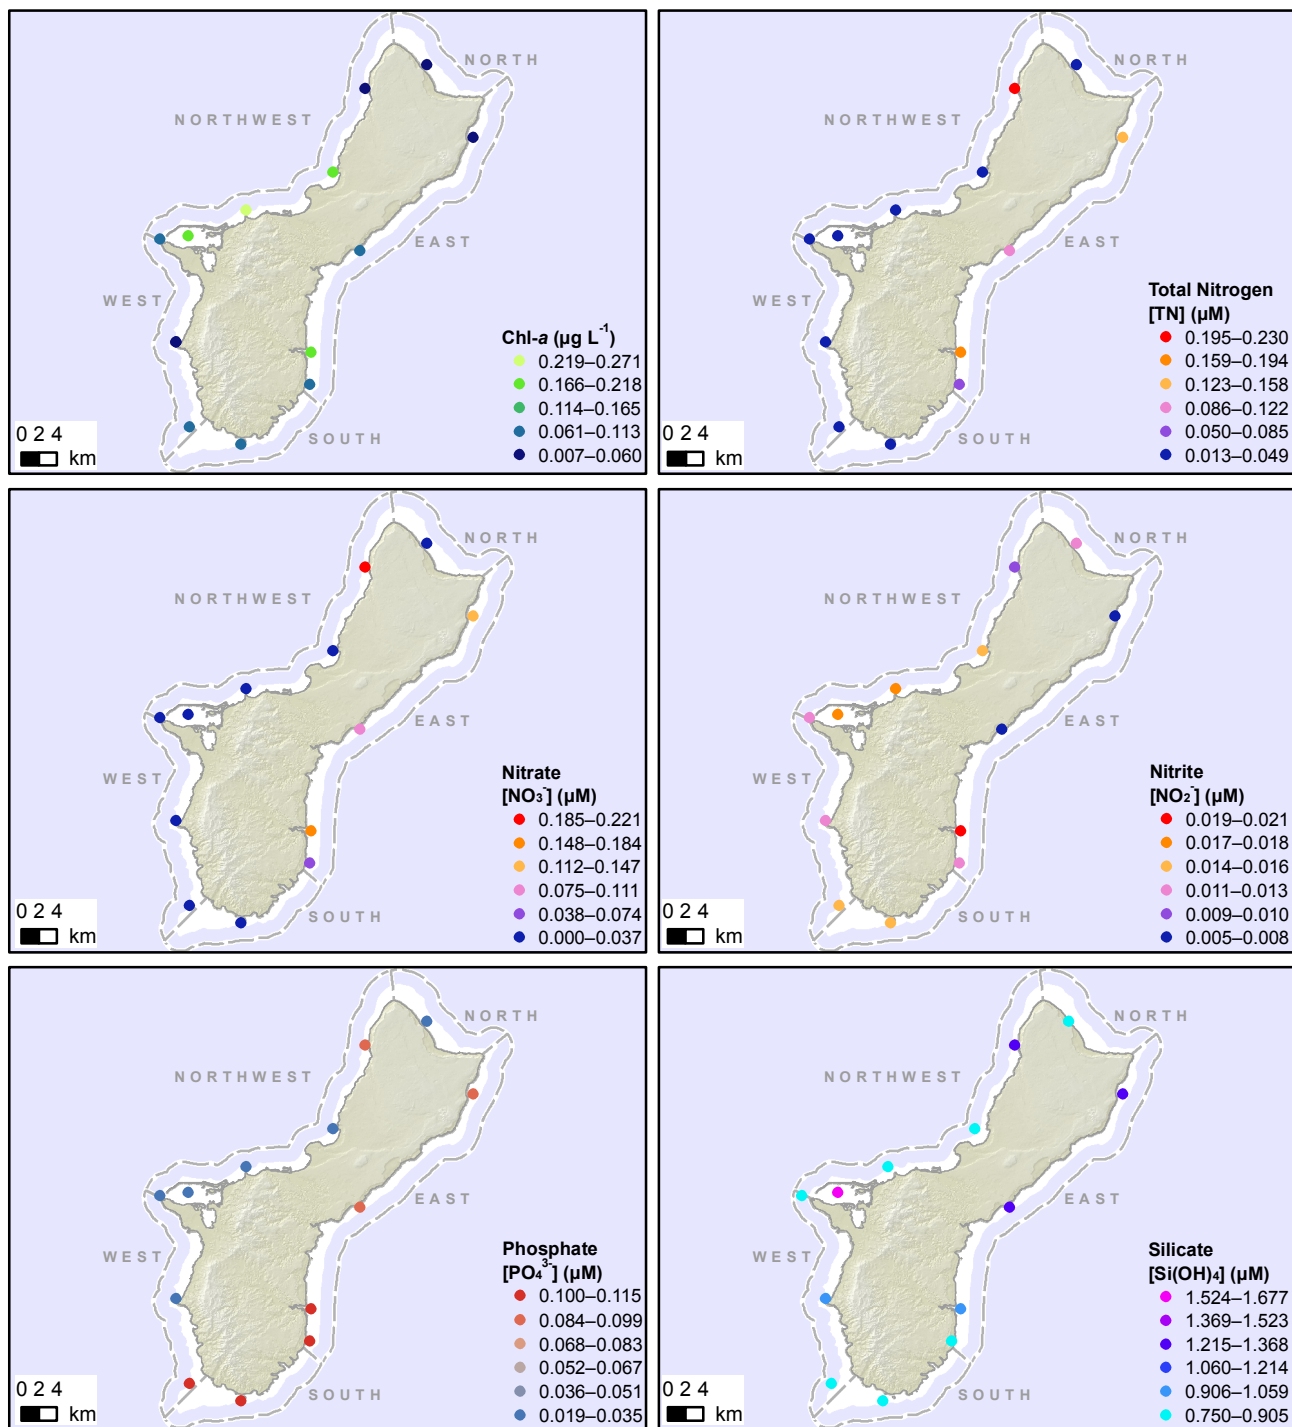 NORTH
NORTHWEST
EAST
WEST
SOUTH
Chl-a (µg L⁻¹)
0.219–0.271
0.166–0.218
0.114–0.165
0.061–0.113
0.007–0.060
0 2 4
km
NORTH
NORTHWEST
EAST
WEST
SOUTH
Total Nitrogen
[TN] (µM)
0.195–0.230
0.159–0.194
0.123–0.158
0.086–0.122
0.050–0.085
0.013–0.049
0 2 4
km
NORTH
NORTHWEST
EAST
WEST
SOUTH
Nitrate
[NO₃⁻] (µM)
0.185–0.221
0.148–0.184
0.112–0.147
0.075–0.111
0.038–0.074
0.000–0.037
0 2 4
km
NORTH
NORTHWEST
EAST
WEST
SOUTH
Nitrite
[NO₂⁻] (µM)
0.019–0.021
0.017–0.018
0.014–0.016
0.011–0.013
0.009–0.010
0.005–0.008
0 2 4
km
NORTH
NORTHWEST
EAST
WEST
SOUTH
Phosphate
[PO₄³⁻] (µM)
0.100–0.115
0.084–0.099
0.068–0.083
0.052–0.067
0.036–0.051
0.019–0.035
0 2 4
km
NORTH
NORTHWEST
EAST
WEST
SOUTH
Silicate
[Si(OH)₄] (µM)
1.524–1.677
1.369–1.523
1.215–1.368
1.060–1.214
0.906–1.059
0.750–0.905
0 2 4
km